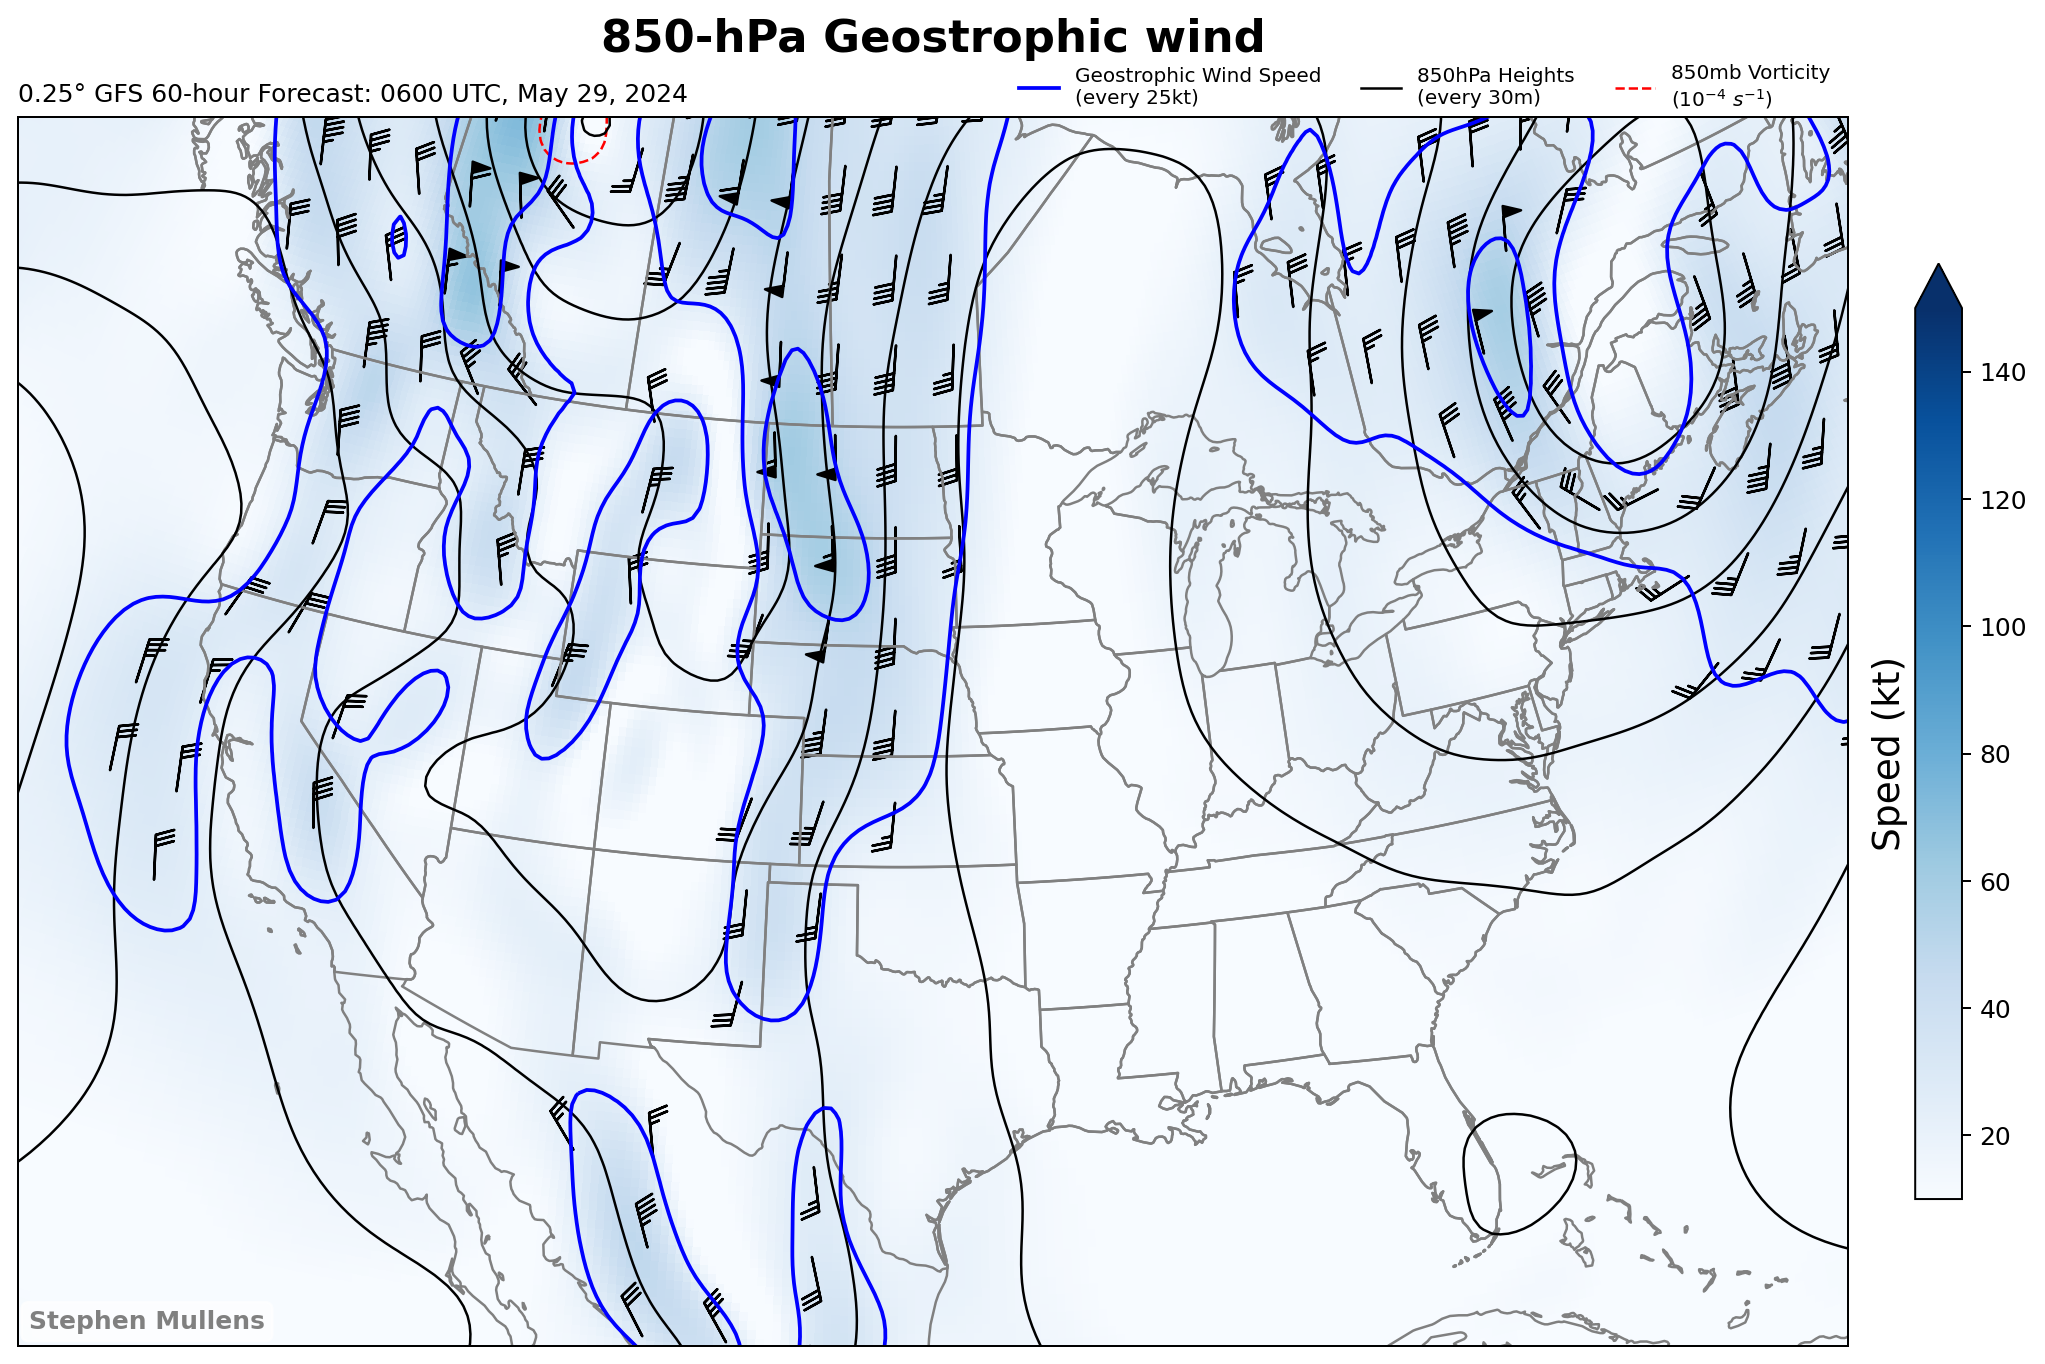 850-hPa Geostrophic wind
0.25° GFS 60-hour Forecast: 0600 UTC, May 29, 2024
Geostrophic Wind Speed
(every 25kt)
850hPa Heights
(every 30m)
850mb Vorticity
(10⁻⁴ s⁻¹)
140
120
100
80
60
40
20
Speed (kt)
Stephen Mullens